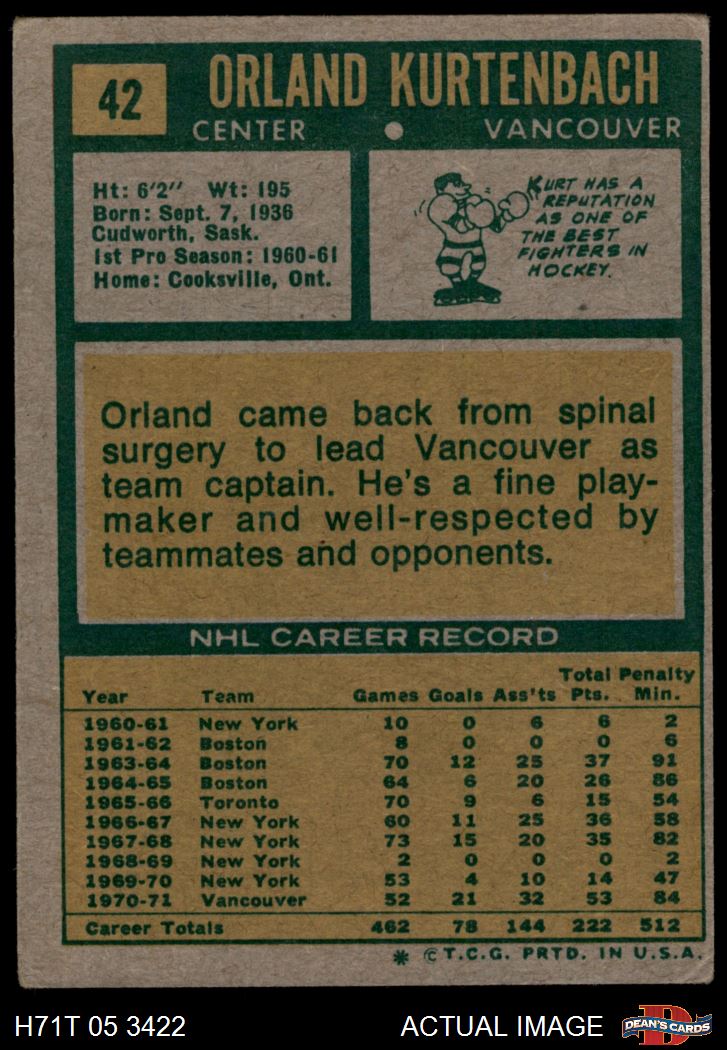 42
ORLAND KURTENBACH
CENTER • VANCOUVER
Ht: 6'2" Wt: 195
Born: Sept. 7, 1936
Cudworth, Sask.
1st Pro Season: 1960-61
Home: Cooksville, Ont.
KURT HAS A
REPUTATION
AS ONE OF
THE BEST
FIGHTERS IN
HOCKEY.
Orland came back from spinal
surgery to lead Vancouver as
team captain. He's a fine play-
maker and well-respected by
teammates and opponents.
NHL CAREER RECORD
Total Penalty
Year Team Games Goals Ass'ts Pts. Min.
1960-61 New York 10 0 6 6 2
1961-62 Boston 8 0 0 0 6
1963-64 Boston 70 12 25 37 91
1964-65 Boston 64 6 20 26 86
1965-66 Toronto 70 9 6 15 54
1966-67 New York 60 11 25 36 58
1967-68 New York 73 15 20 35 82
1968-69 New York 2 0 0 0 2
1969-70 New York 53 4 10 14 47
1970-71 Vancouver 52 21 32 53 84
Career Totals 462 78 144 222 512
* © T.C.G. PRTD. IN U.S.A.
H71T 05 3422 ACTUAL IMAGE
D
DEAN'S CARDS